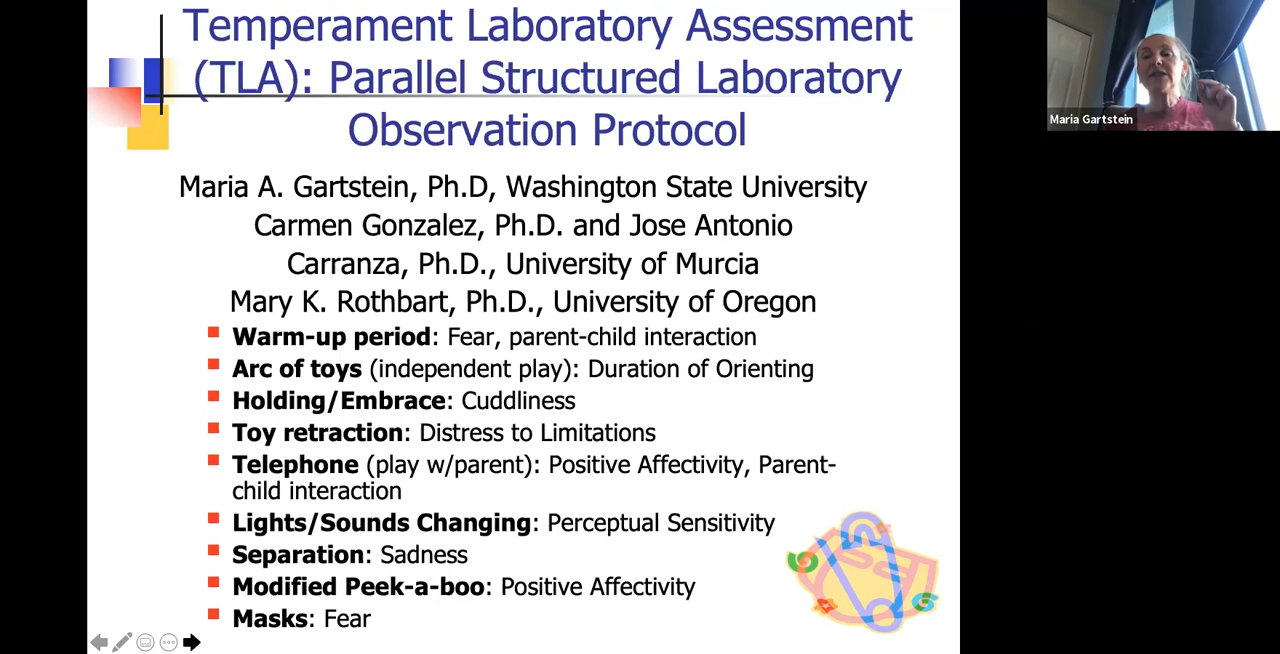 Temperament Laboratory Assessment
(TLA): Parallel Structured Laboratory
Observation Protocol
Maria A. Gartstein, Ph.D, Washington State University
Carmen Gonzalez, Ph.D. and Jose Antonio
Carranza, Ph.D., University of Murcia
Mary K. Rothbart, Ph.D., University of Oregon
Warm-up period: Fear, parent-child interaction
Arc of toys (independent play): Duration of Orienting
Holding/Embrace: Cuddliness
Toy retraction: Distress to Limitations
Telephone (play w/parent): Positive Affectivity, Parent-
child interaction
Lights/Sounds Changing: Perceptual Sensitivity
Separation: Sadness
Modified Peek-a-boo: Positive Affectivity
Masks: Fear
Maria Gartstein